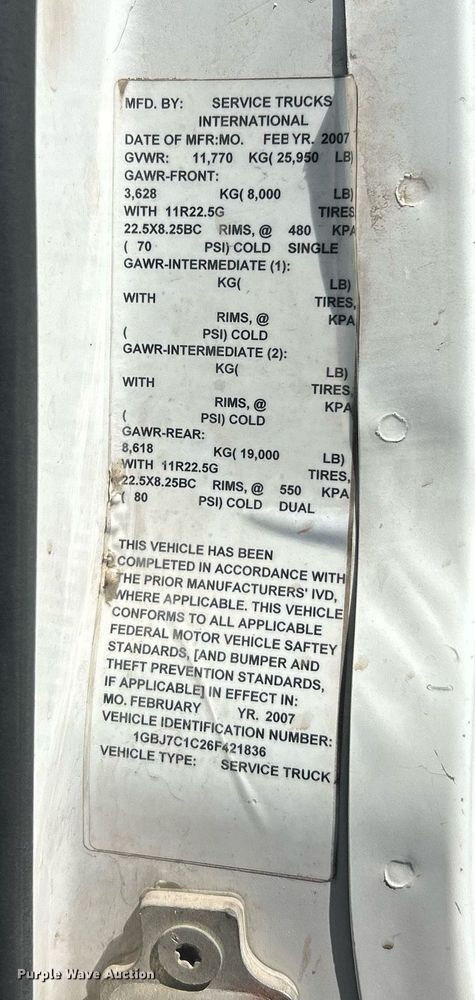 MFD. BY: SERVICE TRUCKS
INTERNATIONAL
DATE OF MFR:MO. FEB YR. 2007
GVWR: 11,770 KG( 25,950 LB)
GAWR-FRONT:
3,628 KG( 8,000 LB)
WITH 11R22.5G TIRES
22.5X8.25BC RIMS, @ 480 KPA
( 70 PSI) COLD SINGLE
GAWR-INTERMEDIATE (1):
KG( LB)
WITH TIRES,
RIMS, @ KPA
( PSI) COLD
GAWR-INTERMEDIATE (2):
KG( LB)
WITH TIRES,
RIMS, @ KPA
( PSI) COLD
GAWR-REAR:
8,618 KG( 19,000 LB)
WITH 11R22.5G TIRES,
22.5X8.25BC RIMS, @ 550 KPA
( 80 PSI) COLD DUAL
THIS VEHICLE HAS BEEN
COMPLETED IN ACCORDANCE WITH
THE PRIOR MANUFACTURERS' IVD,
WHERE APPLICABLE. THIS VEHICLE
CONFORMS TO ALL APPLICABLE
FEDERAL MOTOR VEHICLE SAFTEY
STANDARDS, [AND BUMPER AND
THEFT PREVENTION STANDARDS,
IF APPLICABLE] IN EFFECT IN:
MO. FEBRUARY YR. 2007
VEHICLE IDENTIFICATION NUMBER:
1GBJ7C1C26F421836
VEHICLE TYPE: SERVICE TRUCK
Purple Wave Auction